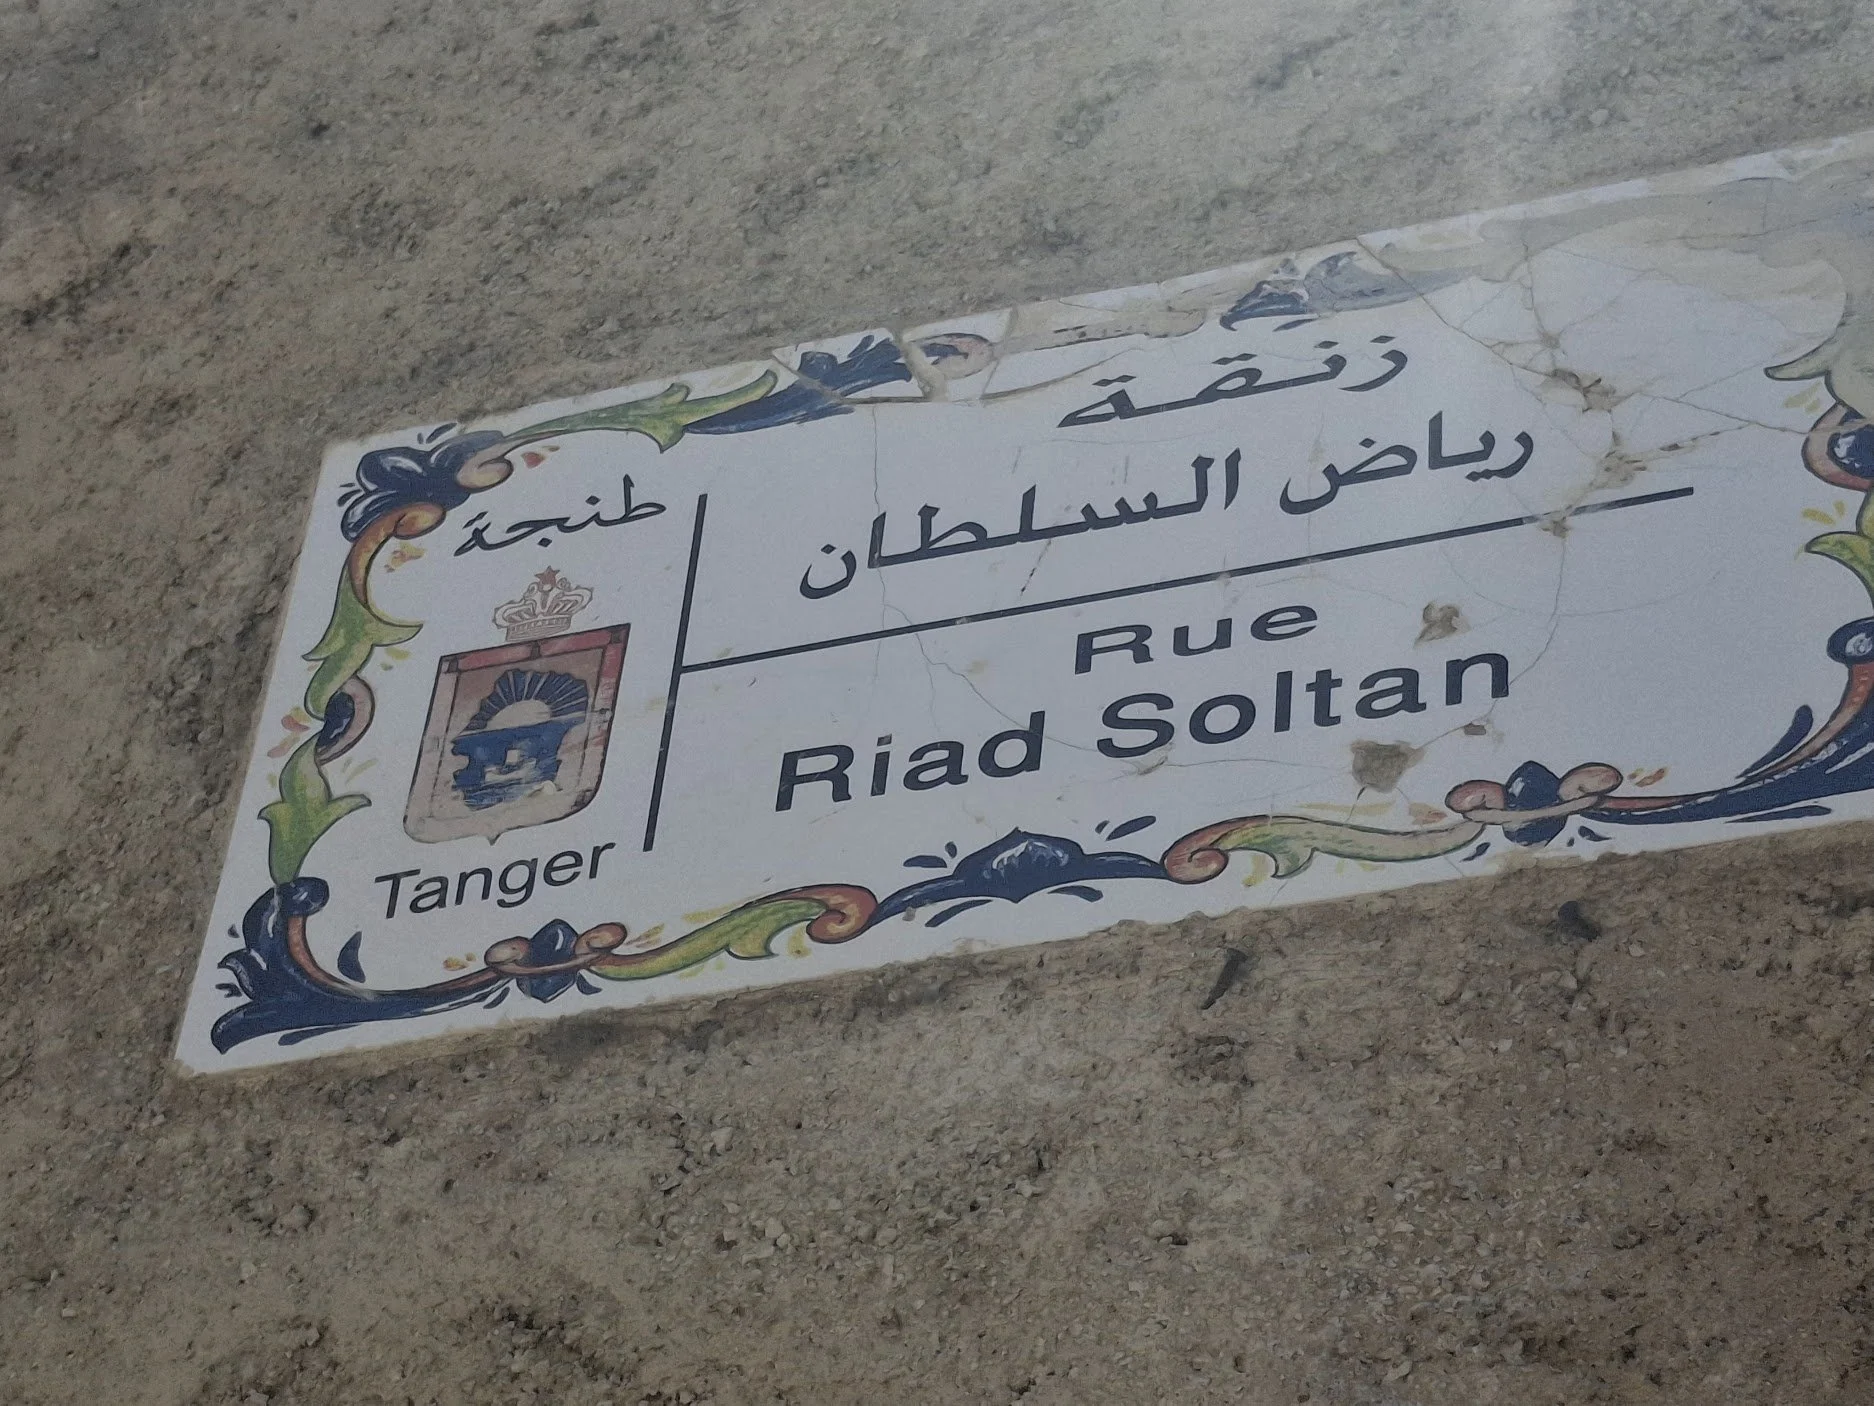 طنجة
Tanger
زنقة
رياض السلطان
Rue
Riad Soltan